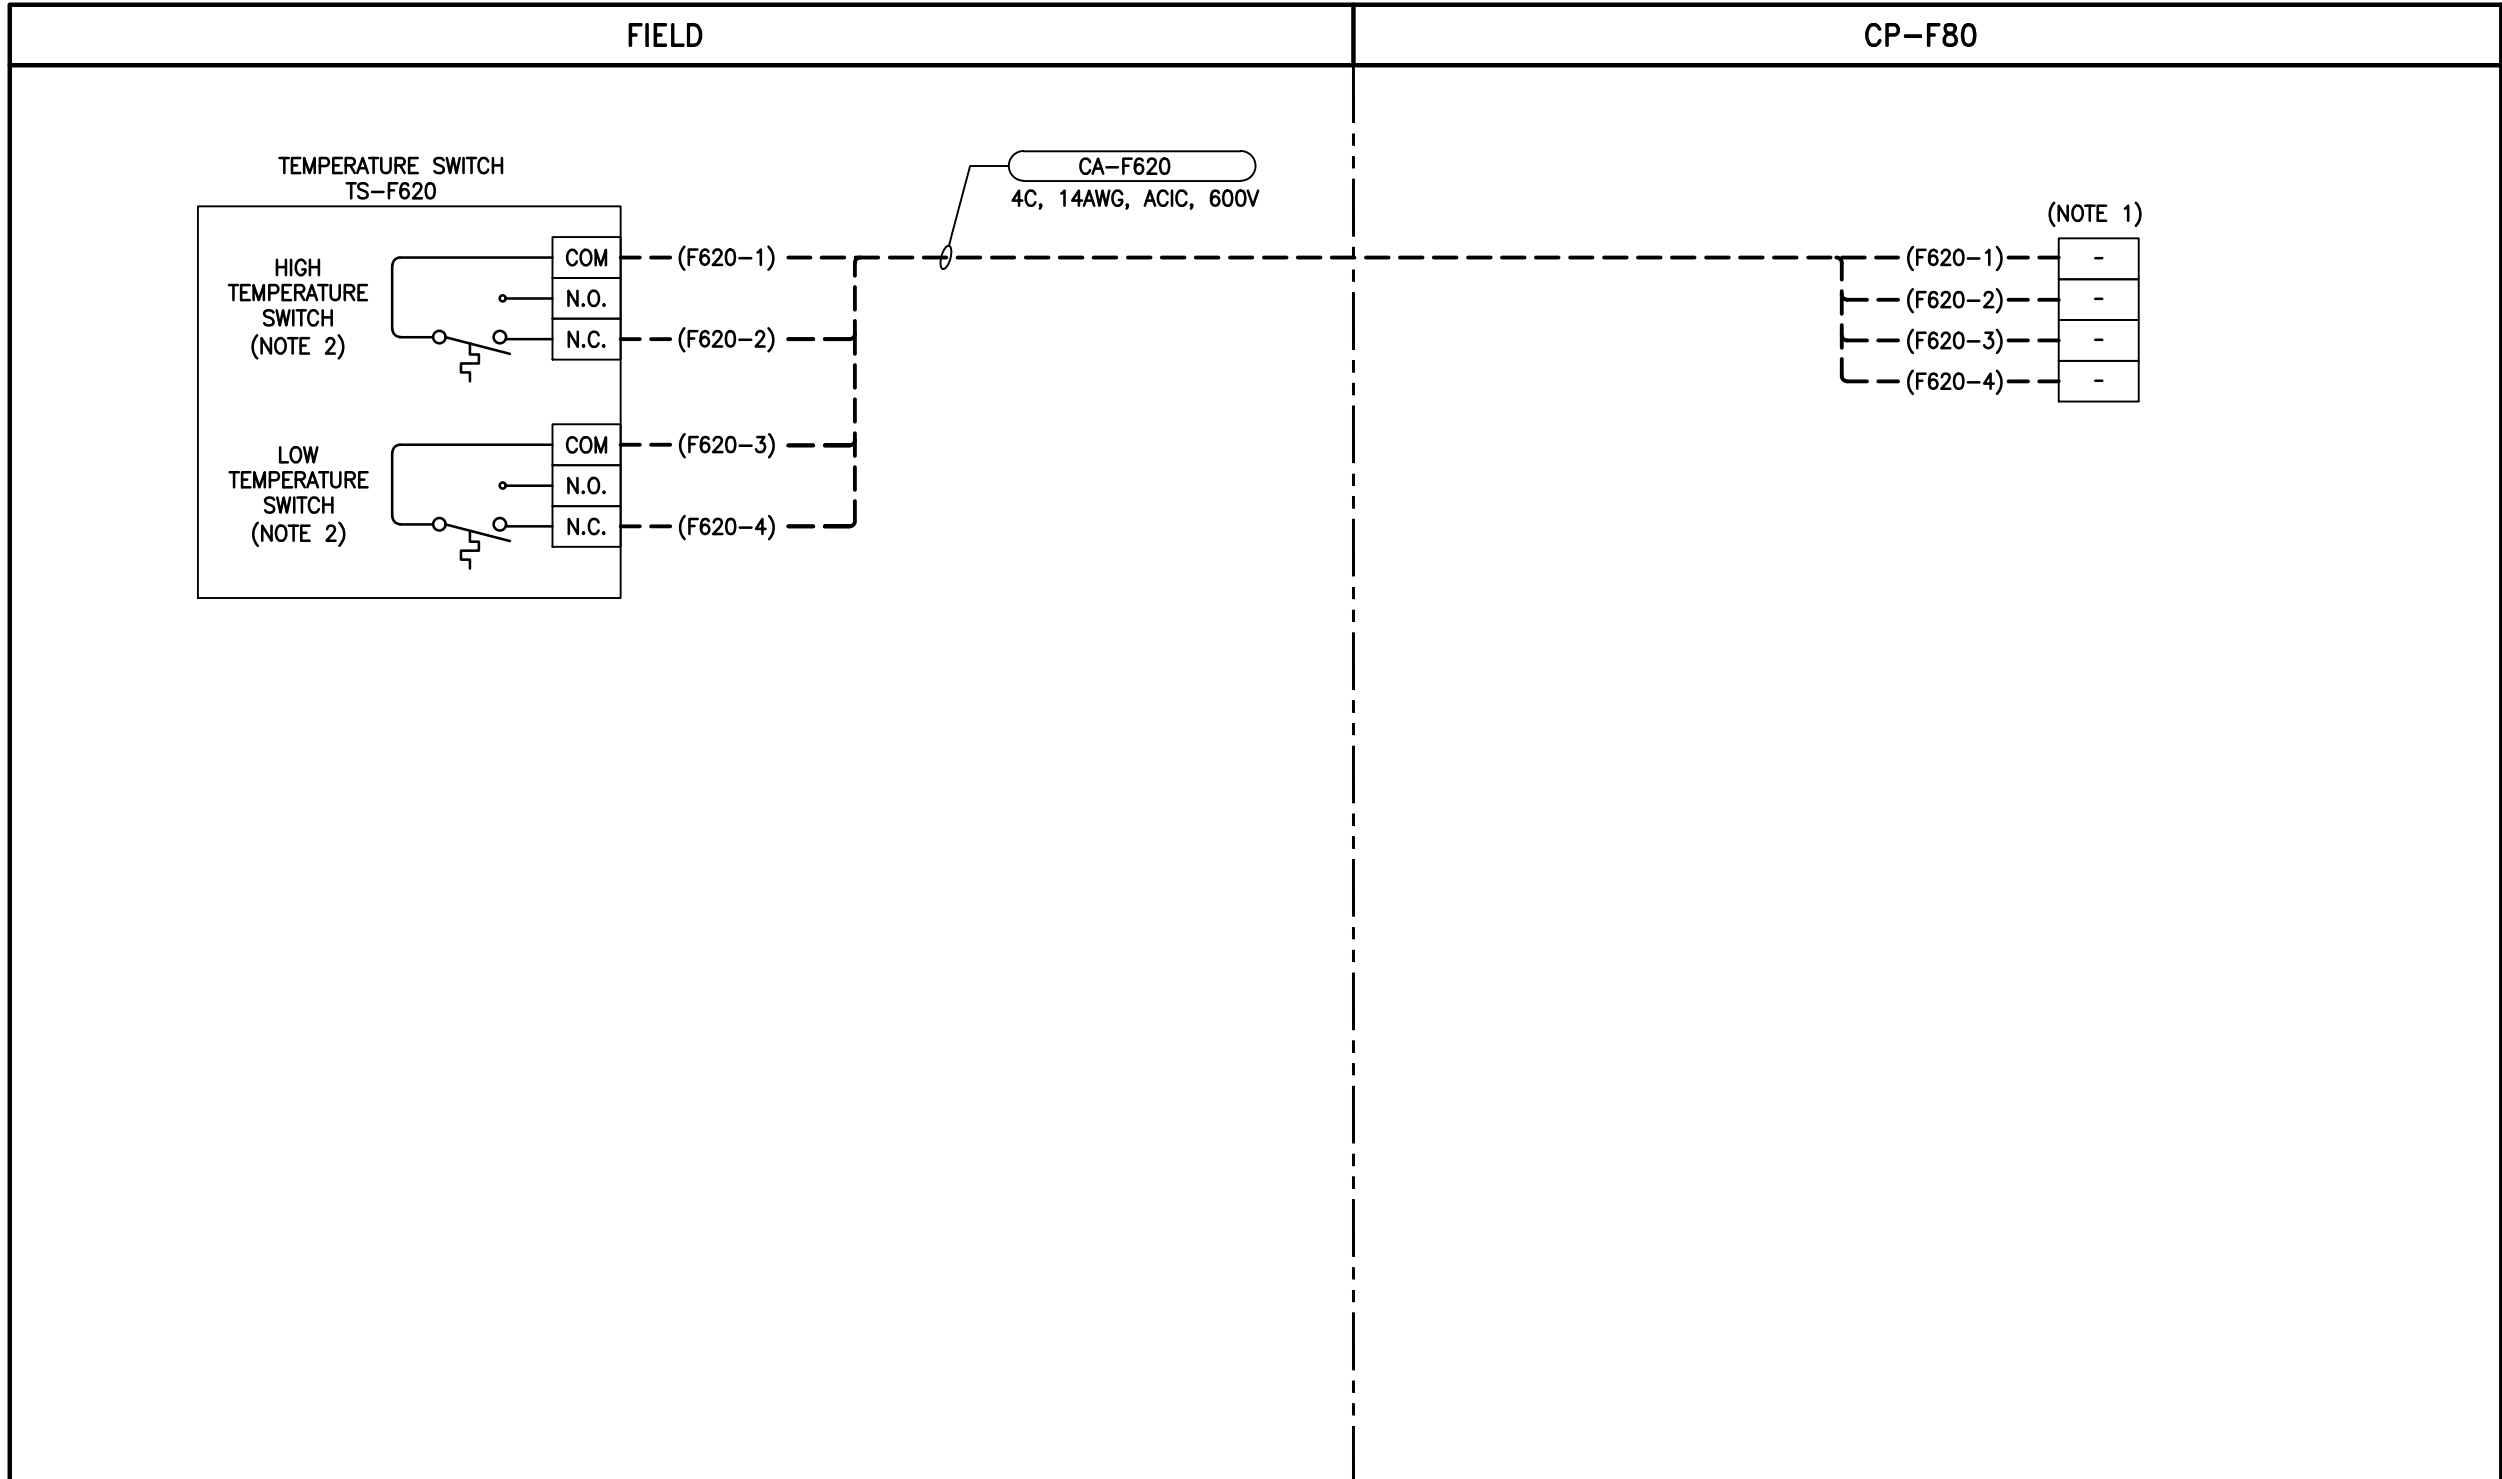 FIELD
CP-F80
TEMPERATURE SWITCH
TS-F620
CA-F620
4C, 14AWG, ACIC, 600V
HIGH
TEMPERATURE
SWITCH
(NOTE 2)
COM
N.O.
N.C.
(F620-1)
(F620-2)
LOW
TEMPERATURE
SWITCH
(NOTE 2)
COM
N.O.
N.C.
(F620-3)
(F620-4)
(NOTE 1)
(F620-1) -
(F620-2) -
(F620-3) -
(F620-4) -